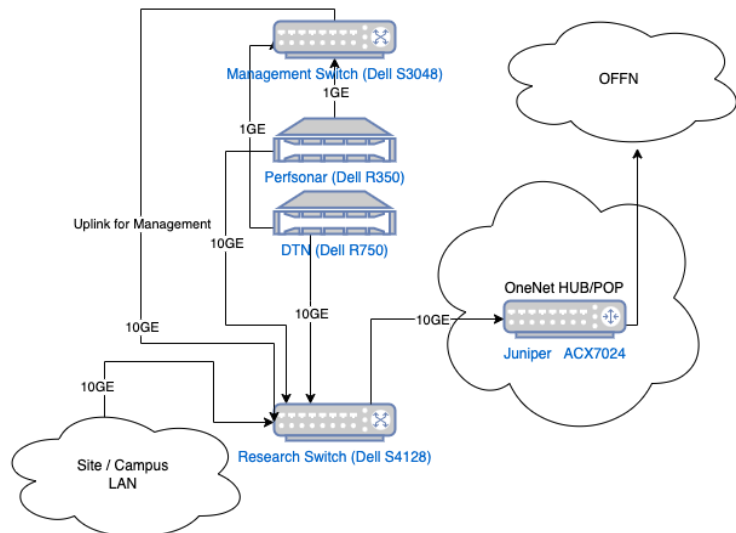 Management Switch (Dell S3048)
OFFN
1GE
1GE
Perfsonar (Dell R350)
Uplink for Management
10GE
DTN (Dell R750)
OneNet HUB/POP
10GE
10GE
10GE
Juniper ACX7024
10GE
Research Switch (Dell S4128)
Site / Campus
LAN